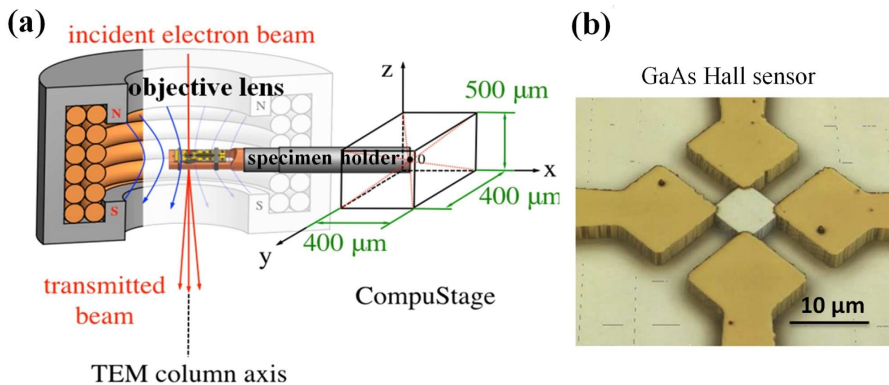 (a)
incident electron beam
objective lens
N
N
S
S
specimen holder
0
z
x
y
500 μm
400 μm
400 μm
transmitted
beam
CompuStage
TEM column axis
(b)
GaAs Hall sensor
10 μm